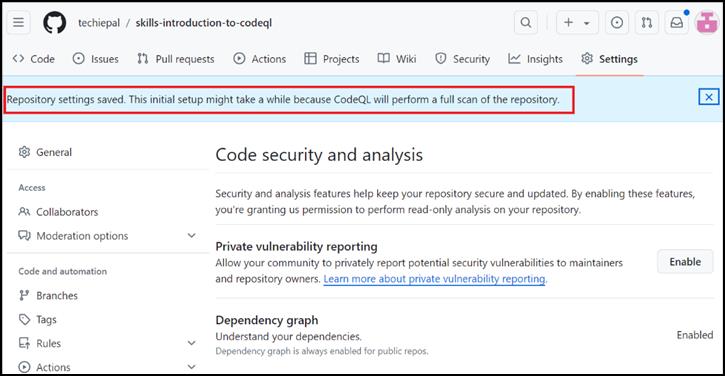 techiepal / skills-introduction-to-codeql
Code Issues Pull requests Actions Projects Wiki Security Insights Settings
Repository settings saved. This initial setup might take a while because CodeQL will perform a full scan of the repository.
General
Access
Collaborators
Moderation options
Code and automation
Branches
Tags
Rules
Actions
Code security and analysis
Security and analysis features help keep your repository secure and updated. By enabling these features,
you're granting us permission to perform read-only analysis on your repository.
Private vulnerability reporting
Allow your community to privately report potential security vulnerabilities to maintainers
and repository owners. Learn more about private vulnerability reporting.
Enable
Dependency graph
Understand your dependencies.
Dependency graph is always enabled for public repos.
Enabled